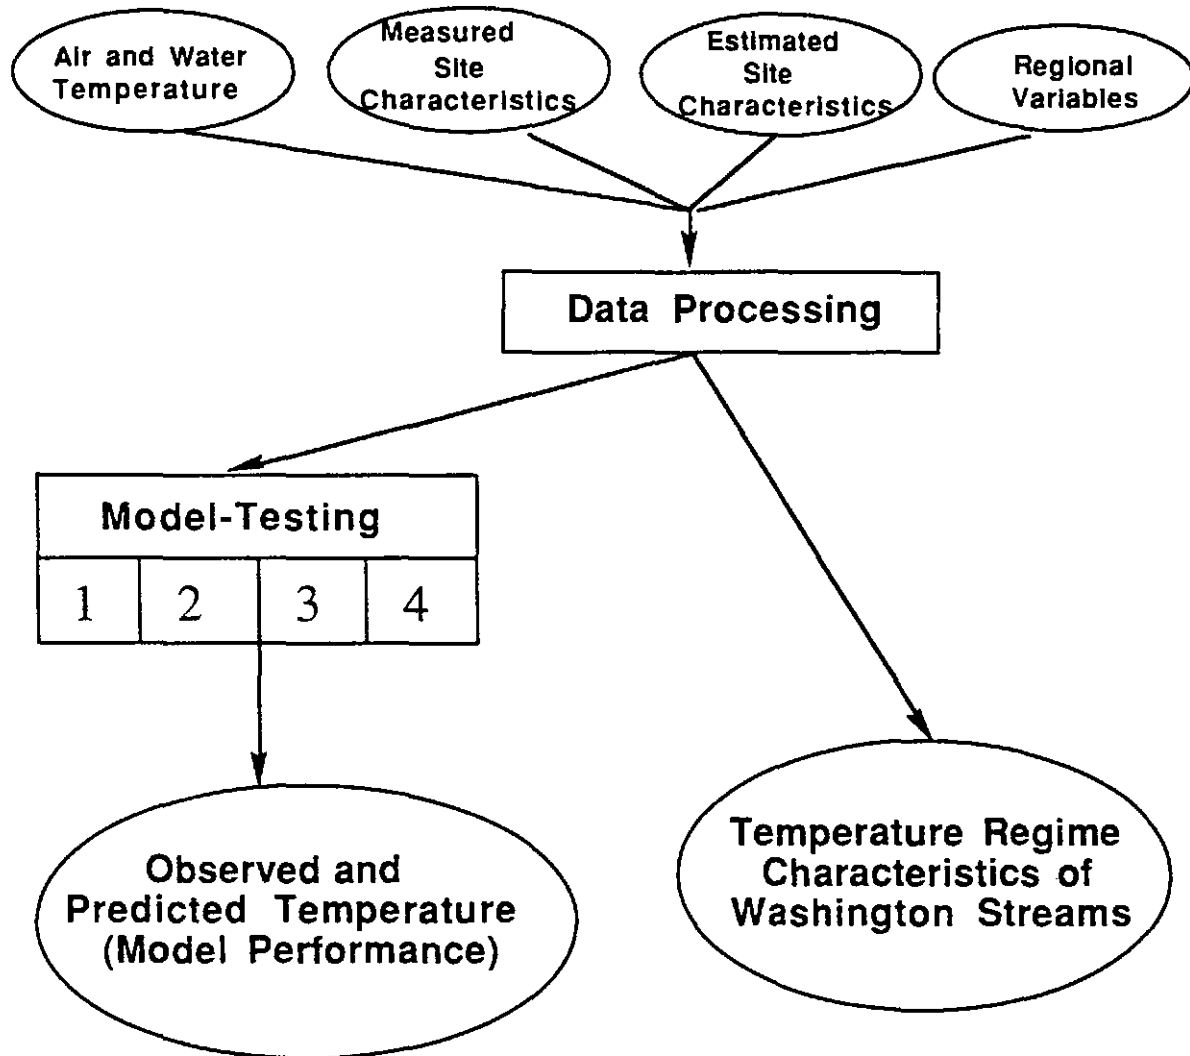 Air and Water
Temperature
Measured
Site
Characteristics
Estimated
Site
Characteristics
Regional
Variables
Data Processing
Model-Testing
1 2 3 4
Observed and
Predicted Temperature
(Model Performance)
Temperature Regime
Characteristics of
Washington Streams